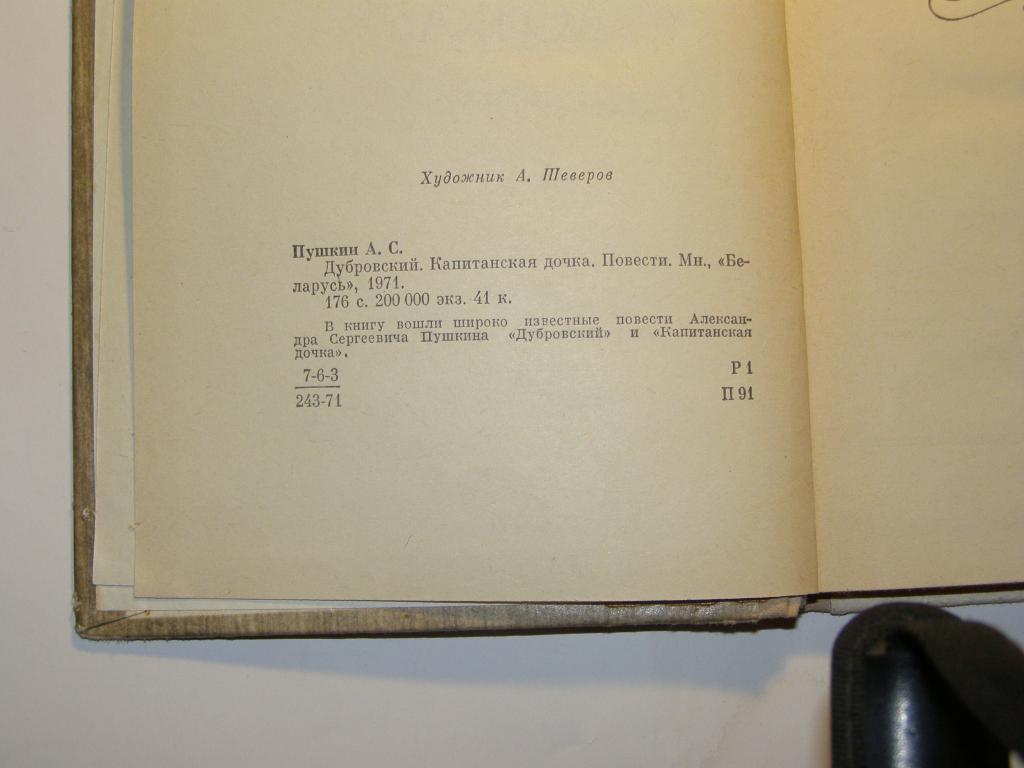 Художник А. Шеверов
Пушкин А. С.
Дубровский. Капитанская дочка. Повести. Мн., «Бе-
ларусь», 1971.
176 с. 200 000 экз. 41 к.
В книгу вошли широко известные повести Алексан-
дра Сергеевича Пушкина «Дубровский» и «Капитанская
дочка».
7-6-3
Р 1
243-71
П 91